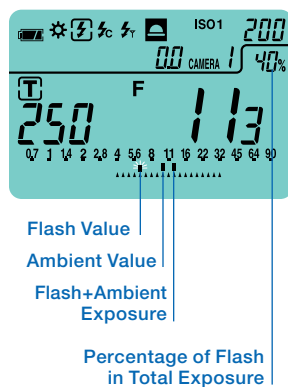 ISO1 200
0.0 CAMERA 1 40%
T F
250 11 3
0.7 1 1.4 2 2.8 4 5.6 8 11 16 22 32 45 64 90
Flash Value
Ambient Value
Flash+Ambient
Exposure
Percentage of Flash
in Total Exposure